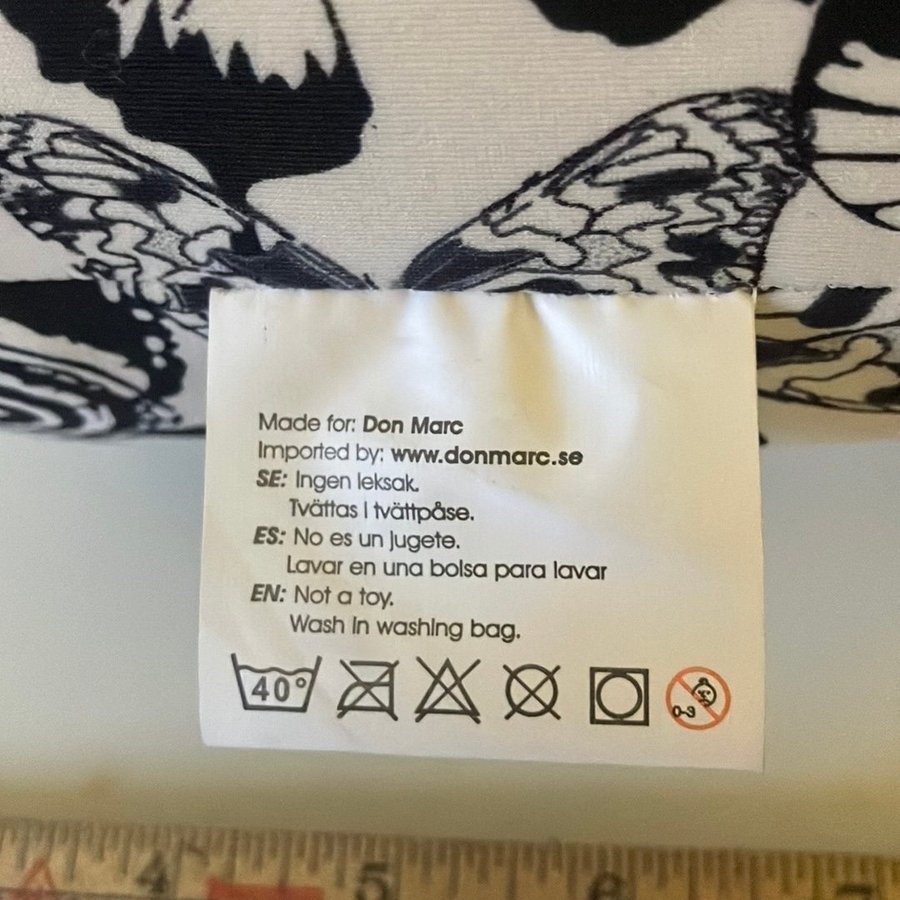 Made for: Don Marc
Imported by: www.donmarc.se
SE: Ingen leksak.
Tvättas i tvättpåse.
ES: No es un jugete.
Lavar en una bolsa para lavar
EN: Not a toy.
Wash in washing bag.
40°
0-3
4 5 6 7